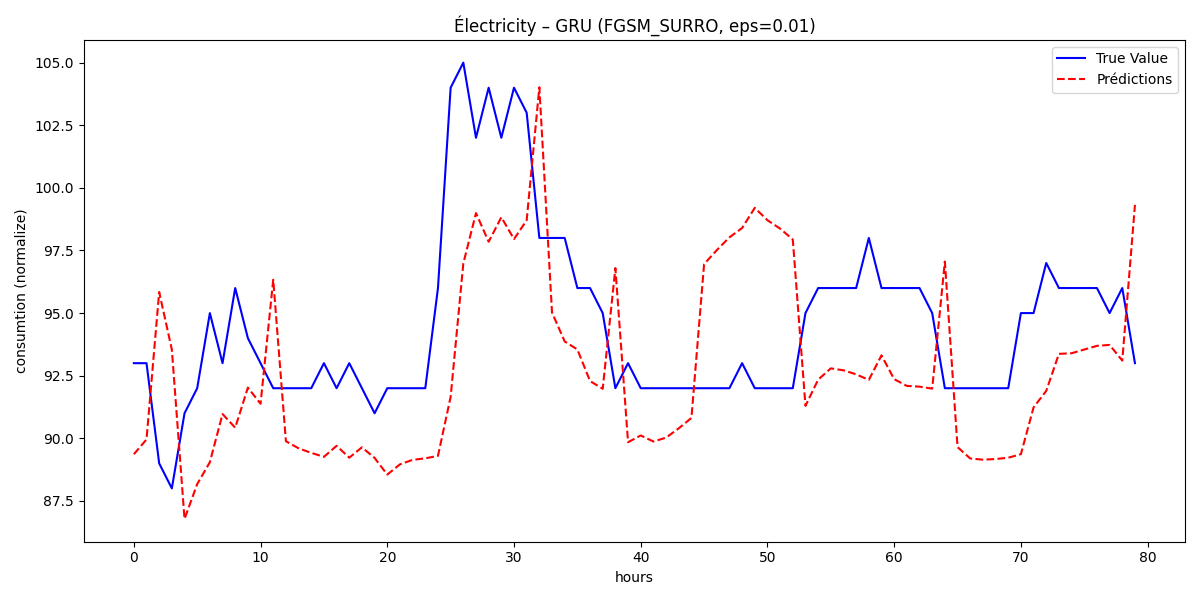 Électricity – GRU (FGSM_SURRO, eps=0.01)
True Value
Prédictions
consumtion (normalize)
105.0
102.5
100.0
97.5
95.0
92.5
90.0
87.5
0 10 20 30 40 50 60 70 80
hours